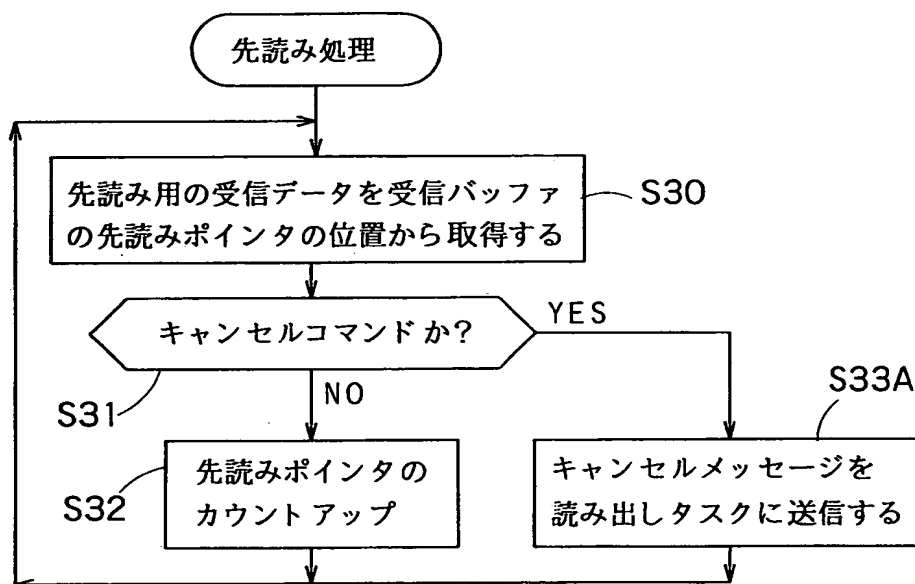 先読み処理
先読み用の受信データを受信バッファ
の先読みポインタの位置から取得する
S30
キャンセルコマンドか?
YES
S31
NO
S33A
先読みポインタの
カウントアップ
S32
キャンセルメッセージを
読み出しタスクに送信する